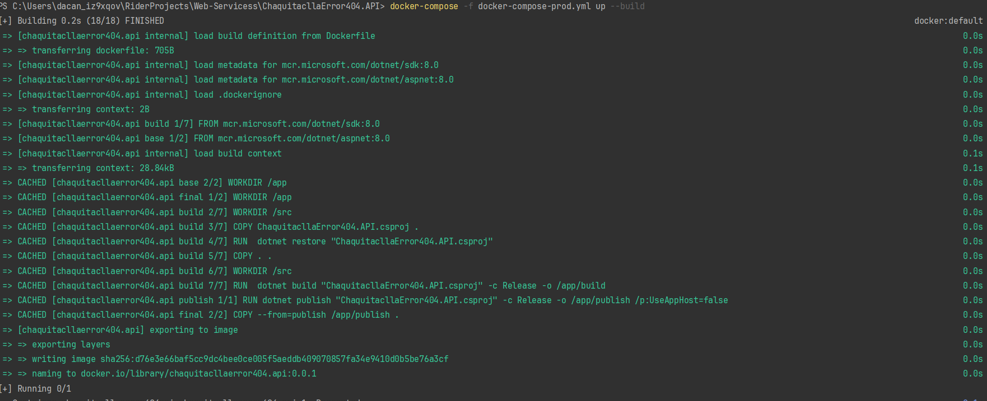 PS C:\Users\dacan_iz9xqov\RiderProjects\Web-Servicess\ChaquitacllaError404.API> docker-compose -f docker-compose-prod.yml up --build
[+] Building 0.2s (18/18) FINISHED docker:default
=> [chaquitacllaerror404.api internal] load build definition from Dockerfile 0.0s
=> => transferring dockerfile: 705B 0.0s
=> [chaquitacllaerror404.api internal] load metadata for mcr.microsoft.com/dotnet/sdk:8.0 0.0s
=> [chaquitacllaerror404.api internal] load metadata for mcr.microsoft.com/dotnet/aspnet:8.0 0.0s
=> [chaquitacllaerror404.api internal] load .dockerignore 0.0s
=> => transferring context: 2B 0.0s
=> [chaquitacllaerror404.api build 1/7] FROM mcr.microsoft.com/dotnet/sdk:8.0 0.0s
=> [chaquitacllaerror404.api base 1/2] FROM mcr.microsoft.com/dotnet/aspnet:8.0 0.0s
=> [chaquitacllaerror404.api internal] load build context 0.1s
=> => transferring context: 28.84kB 0.1s
=> CACHED [chaquitacllaerror404.api base 2/2] WORKDIR /app 0.0s
=> CACHED [chaquitacllaerror404.api final 1/2] WORKDIR /app 0.0s
=> CACHED [chaquitacllaerror404.api build 2/7] WORKDIR /src 0.0s
=> CACHED [chaquitacllaerror404.api build 3/7] COPY ChaquitacllaError404.API.csproj . 0.0s
=> CACHED [chaquitacllaerror404.api build 4/7] RUN dotnet restore "ChaquitacllaError404.API.csproj" 0.0s
=> CACHED [chaquitacllaerror404.api build 5/7] COPY . . 0.0s
=> CACHED [chaquitacllaerror404.api build 6/7] WORKDIR /src 0.0s
=> CACHED [chaquitacllaerror404.api build 7/7] RUN dotnet build "ChaquitacllaError404.API.csproj" -c Release -o /app/build 0.0s
=> CACHED [chaquitacllaerror404.api publish 1/1] RUN dotnet publish "ChaquitacllaError404.API.csproj" -c Release -o /app/publish /p:UseAppHost=false 0.0s
=> CACHED [chaquitacllaerror404.api final 2/2] COPY --from=publish /app/publish . 0.0s
=> [chaquitacllaerror404.api] exporting to image 0.0s
=> => exporting layers 0.0s
=> => writing image sha256:d76e3e66baf5cc9dc4bee0ce005f5aeddb409070857fa34e9410d0b5be76a3cf 0.0s
=> => naming to docker.io/library/chaquitacllaerror404.api:0.0.1 0.0s
[+] Running 0/1